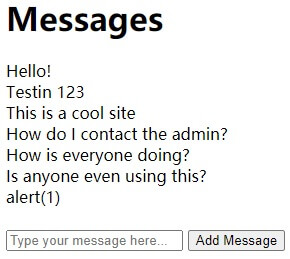 Messages
Hello!
Testin 123
This is a cool site
How do I contact the admin?
How is everyone doing?
Is anyone even using this?
alert(1)
Type your message here... Add Message